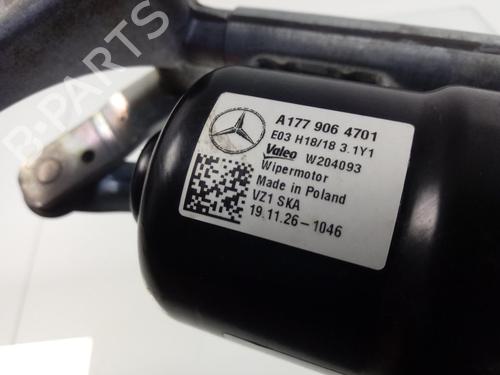 B-PARTS
A177 906 4701
E03 H18/18 3.1Y1
Valeo W204093
Wipermotor
Made in Poland
VZ1 SKA
19.11.26-1046